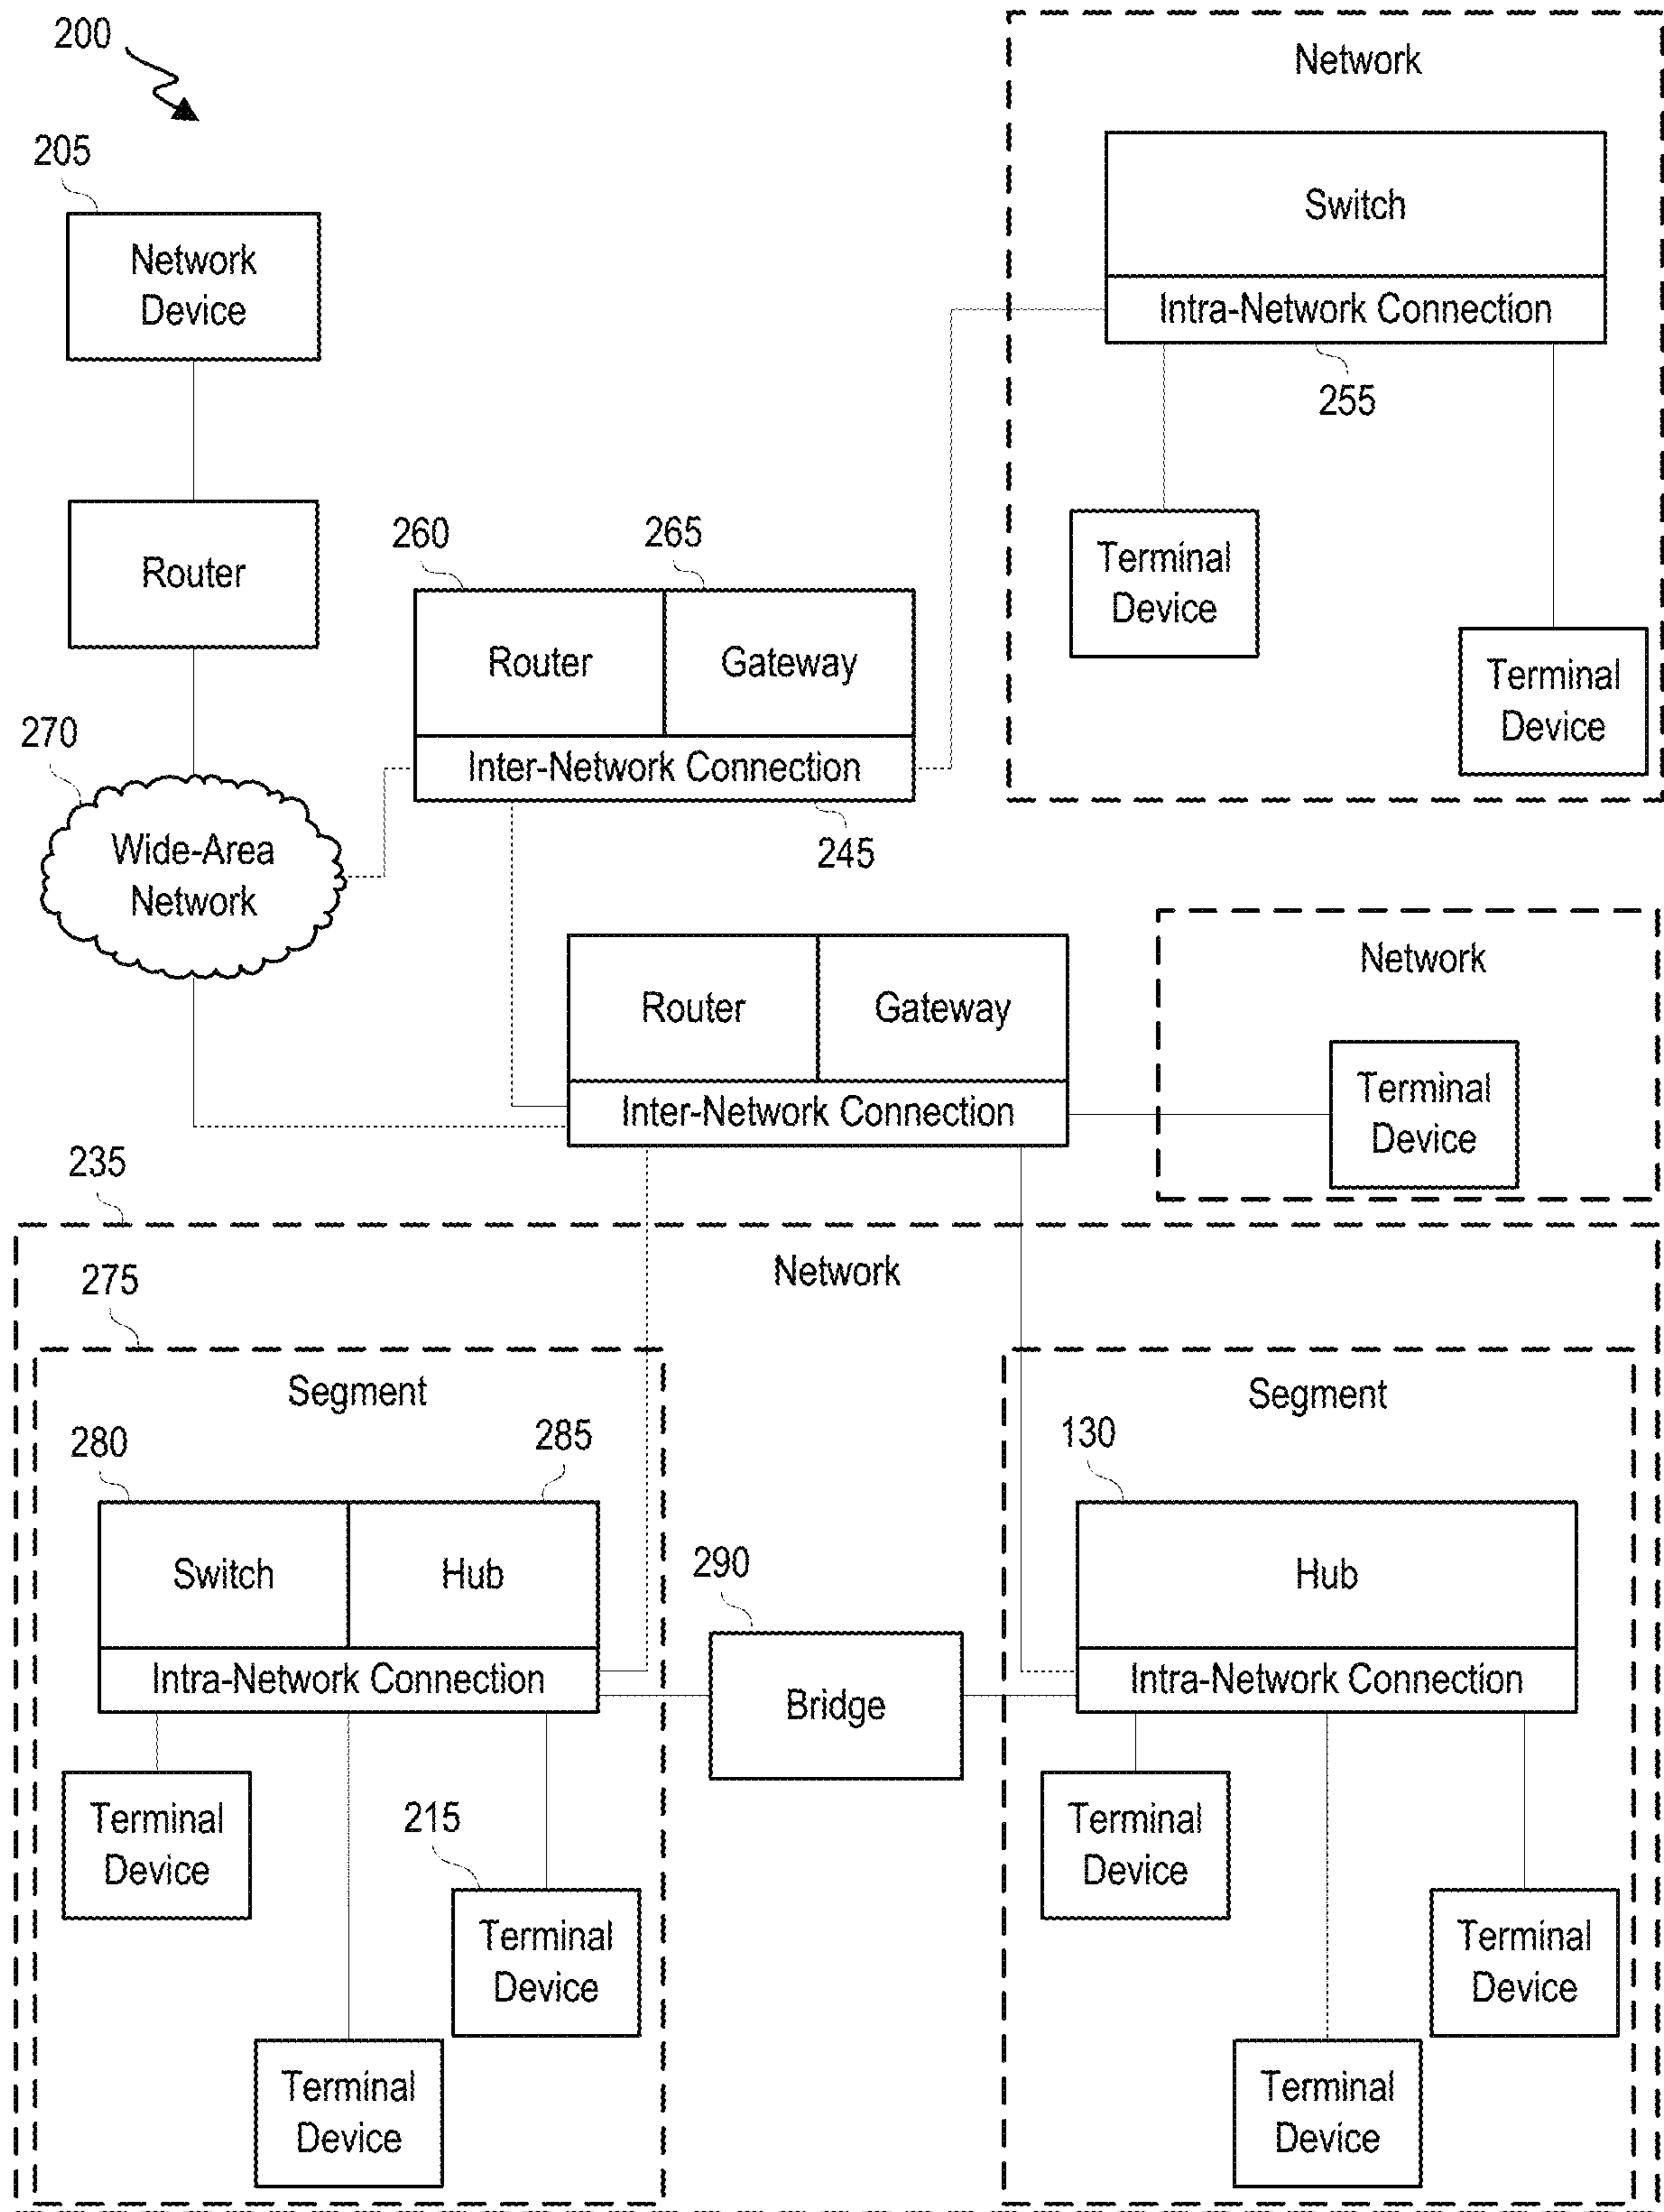 200
Network
205
Switch
Network
Device
Intra-Network Connection
255
Router
260
265
Terminal
Device
Router
Gateway
Terminal
Device
270
Inter-Network Connection
245
Wide-Area
Network
Network
Router
Gateway
Terminal
Device
Inter-Network Connection
235
Network
275
Segment
Segment
280
285
130
Switch
Hub
290
Hub
Intra-Network Connection
Bridge
Intra-Network Connection
Terminal
Device
215
Terminal
Device
Terminal
Device
Terminal
Device
Terminal
Device
Terminal
Device